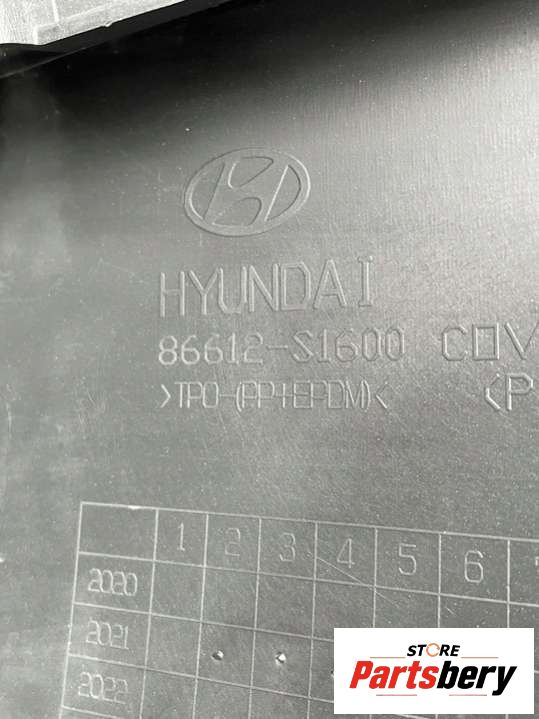 HYUNDAI
86612-S1600 COV
>TPO-(PP+EPDM)< <P
1 2 3 4 5 6
2020
2021
2022
STORE
Partsbery